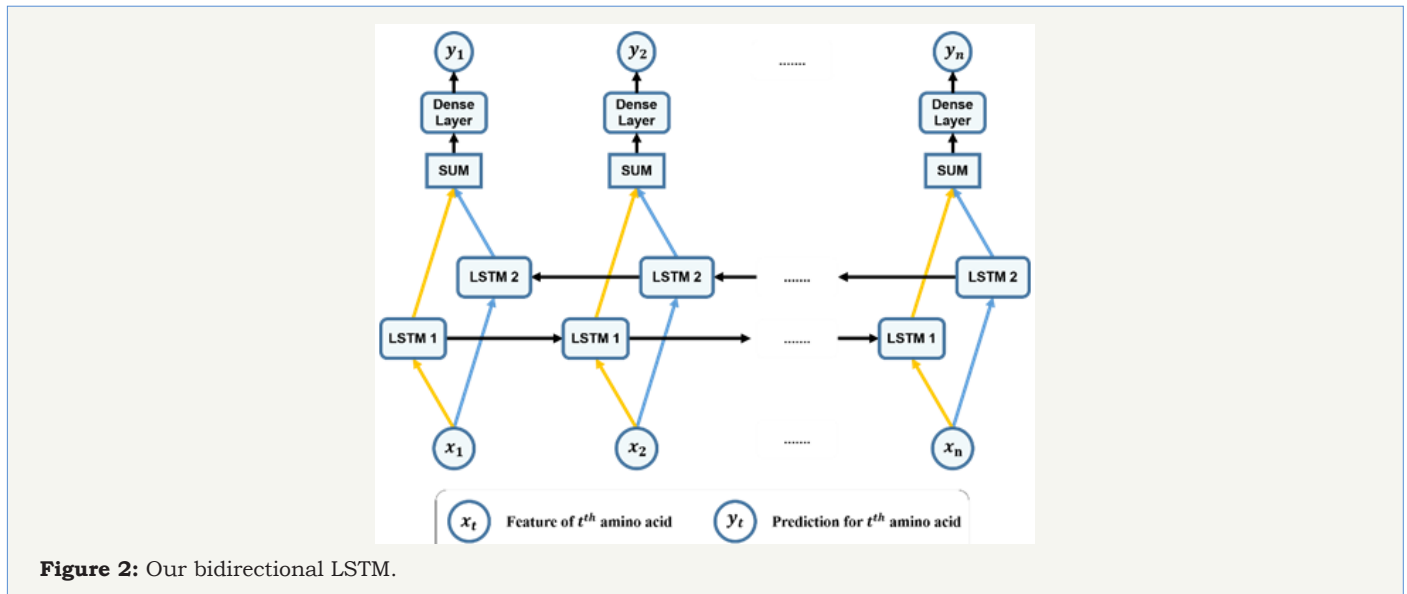 y₁ y₂ ....... yₙ
Dense Layer Dense Layer Dense Layer
SUM SUM SUM
LSTM 2 LSTM 2 ....... LSTM 2
LSTM 1 LSTM 1 ....... LSTM 1
x₁ x₂ ....... xₙ
xₜ Feature of tᵗʰ amino acid yₜ Prediction for tᵗʰ amino acid
Figure 2: Our bidirectional LSTM.